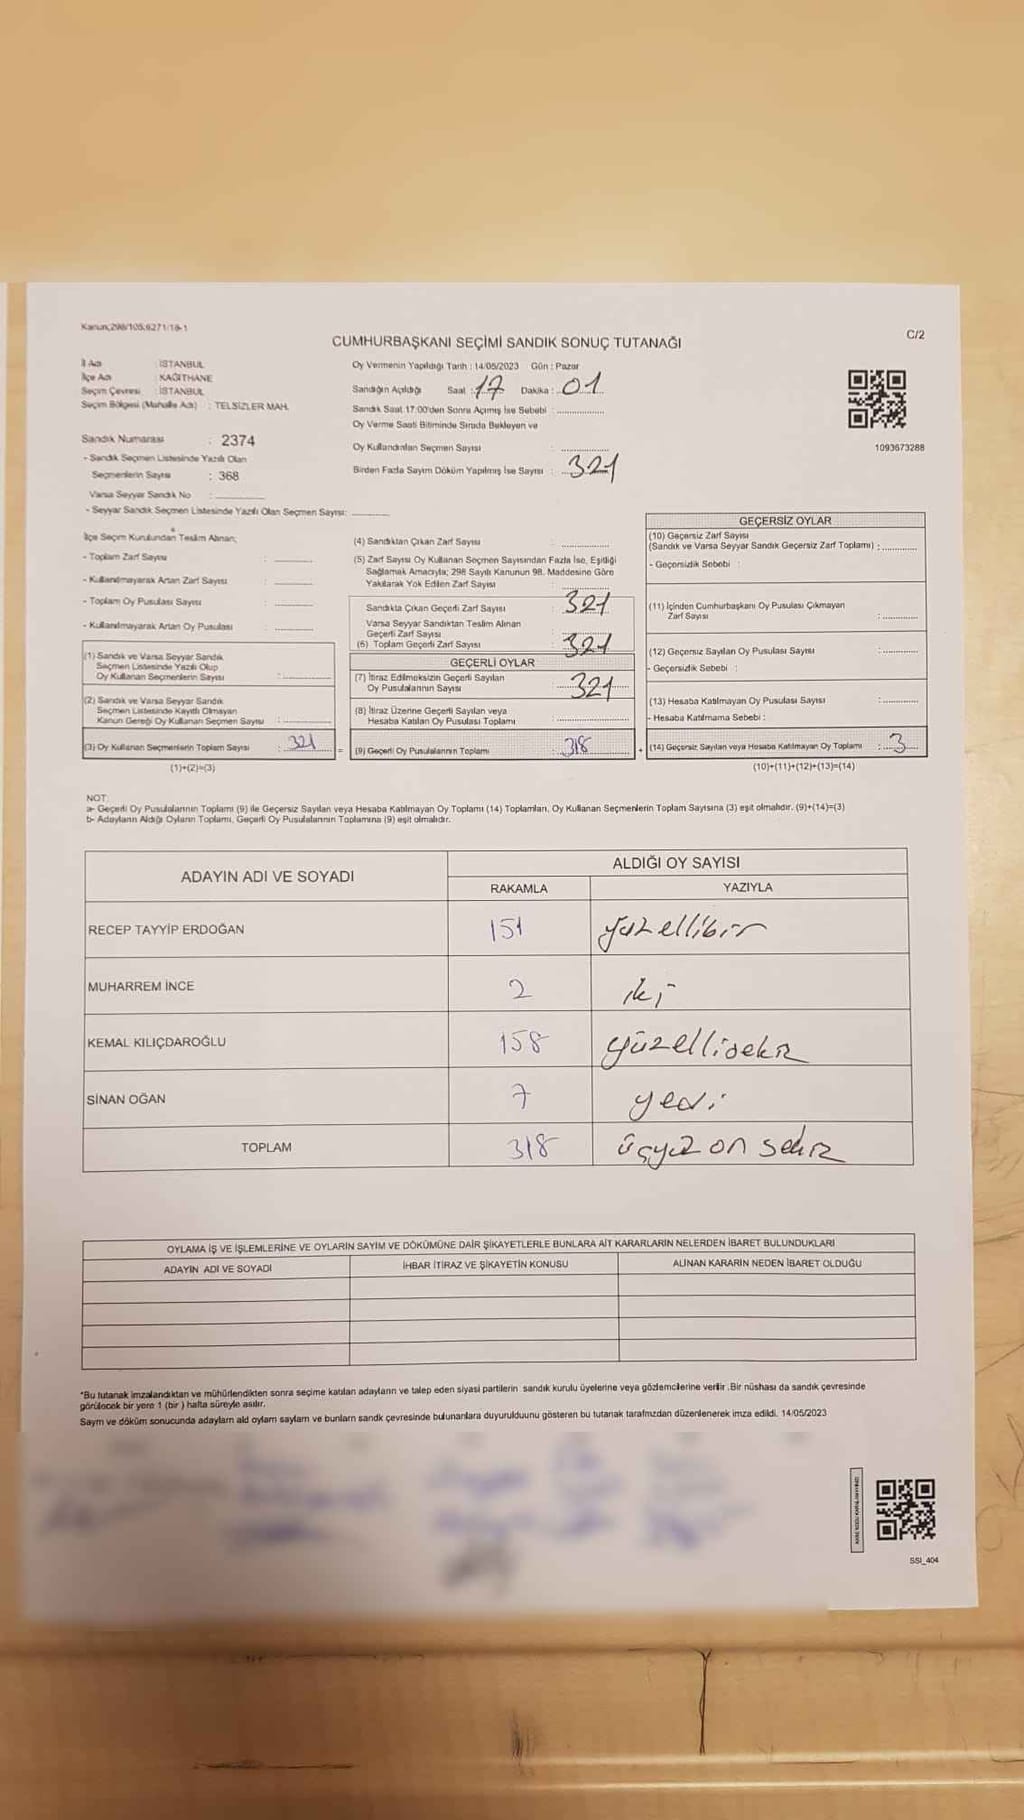 Kanun;298/105;6271/18-1
C/2
CUMHURBAŞKANI SEÇİMİ SANDIK SONUÇ TUTANAĞI
İl Adı : İSTANBUL
İlçe Adı : KAĞITHANE
Seçim Çevresi : İSTANBUL
Seçim Bölgesi (Mahalle Adı) : TELSİZLER MAH.
Sandık Numarası : 2374
- Sandık Seçmen Listesinde Yazılı Olan
Seçmenlerin Sayısı : 368
Varsa Seyyar Sandık No :
- Seyyar Sandık Seçmen Listesinde Yazılı Olan Seçmen Sayısı:
Oy Vermenin Yapıldığı Tarih : 14/05/2023 Gün : Pazar
Sandığın Açıldığı Saat : 17 Dakika : 01
Sandık Saat 17:00'den Sonra Açımış İse Sebebi :
Oy Verme Saati Bitiminde Sırada Bekleyen ve
Oy Kullandırılan Seçmen Sayısı :
Birden Fazla Sayım Döküm Yapılmış İse Sayısı : 321
1093673288
İlçe Seçim Kurulundan Teslim Alınan;
- Toplam Zarf Sayısı :
- Kullanılmayarak Artan Zarf Sayısı :
- Toplam Oy Pusulası Sayısı :
- Kullanılmayarak Artan Oy Pusulası :
(1) Sandık ve Varsa Seyyar Sandık
Seçmen Listesinde Yazılı Olup
Oy Kullanan Seçmenlerin Sayısı :
(2) Sandık ve Varsa Seyyar Sandık
Seçmen Listesinde Kayıtlı Olmayan
Kanun Gereği Oy Kullanan Seçmen Sayısı :
(3) Oy Kullanan Seçmenlerin Toplam Sayısı : 321
(1)+(2)=(3)
(4) Sandıktan Çıkan Zarf Sayısı :
(5) Zarf Sayısı Oy Kullanan Seçmen Sayısından Fazla İse, Eşitliği
Sağlamak Amacıyla; 298 Sayılı Kanunun 98. Maddesine Göre
Yakılarak Yok Edilen Zarf Sayısı :
Sandıkta Çıkan Geçerli Zarf Sayısı : 321
Varsa Seyyar Sandıktan Teslim Alınan
Geçerli Zarf Sayısı :
(6) Toplam Geçerli Zarf Sayısı : 321
GEÇERLİ OYLAR
(7) İtiraz Edilmeksizin Geçerli Sayılan
Oy Pusulalarının Sayısı : 321
(8) İtiraz Üzerine Geçerli Sayılan veya
Hesaba Katılan Oy Pusulası Toplamı :
= (9) Geçerli Oy Pusulalarının Toplamı : 318
GEÇERSİZ OYLAR
(10) Geçersiz Zarf Sayısı
(Sandık ve Varsa Seyyar Sandık Geçersiz Zarf Toplamı) :
- Geçersizlik Sebebi :
(11) İçinden Cumhurbaşkanı Oy Pusulası Çıkmayan
Zarf Sayısı :
(12) Geçersiz Sayılan Oy Pusulası Sayısı :
- Geçersizlik Sebebi :
(13) Hesaba Katılmayan Oy Pusulası Sayısı :
- Hesaba Katılmama Sebebi :
+ (14) Geçersiz Sayılan veya Hesaba Katılmayan Oy Toplamı : 3
(10)+(11)+(12)+(13)=(14)
NOT:
a- Geçerli Oy Pusulalarının Toplamı (9) ile Geçersiz Sayılan veya Hesaba Katılmayan Oy Toplamı (14) Toplamları, Oy Kullanan Seçmenlerin Toplam Sayısına (3) eşit olmalıdır. (9)+(14)=(3)
b- Adayların Aldığı Oyların Toplamı, Geçerli Oy Pusulalarının Toplamına (9) eşit olmalıdır.
ADAYIN ADI VE SOYADI
ALDIĞI OY SAYISI
RAKAMLA YAZIYLA
RECEP TAYYİP ERDOĞAN 151 yüzellibir
MUHARREM İNCE 2 iki
KEMAL KILIÇDAROĞLU 158 yüzellisekiz
SİNAN OĞAN 7 yedi
TOPLAM 318 üçyüz on sekiz
OYLAMA İŞ VE İŞLEMLERİNE VE OYLARIN SAYIM VE DÖKÜMÜNE DAİR ŞİKAYETLERLE BUNLARA AİT KARARLARIN NELERDEN İBARET BULUNDUKLARI
ADAYIN ADI VE SOYADI İHBAR İTİRAZ VE ŞİKAYETİN KONUSU ALINAN KARARIN NEDEN İBARET OLDUĞU
*Bu tutanak imzalandıktan ve mühürlendikten sonra seçime katılan adayların ve talep eden siyasi partilerin sandık kurulu üyelerine veya gözlemcilerine verilir .Bir nüshası da sandık çevresinde
görülecek bir yere 1 (bir ) hafta süreyle asılır.
Sayım ve döküm sonucunda adayların aldı oyların sayları ve bunların sandk çevresinde bulunanlara duyurulduunu gösteren bu tutanak tarafımzdan düzenlenerek imza edildi. 14/05/2023
SSI_404